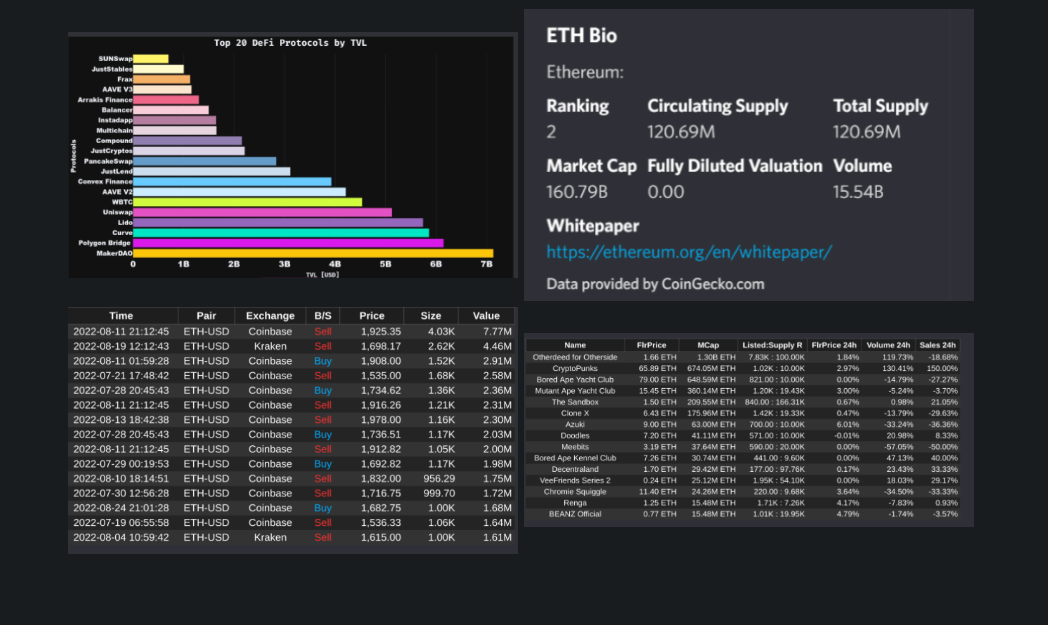 Top 20 DeFi Protocols by TVL
SUNSwap
JustStables
Frax
AAVE V3
Arrakis Finance
Balancer
Instadapp
Multichain
Compound
JustCryptos
PancakeSwap
JustLend
Convex Finance
AAVE V2
WBTC
Uniswap
Lido
Curve
Polygon Bridge
MakerDAO
Protocols
0 1B 2B 3B 4B 5B 6B 7B
TVL [USD]
ETH Bio
Ethereum:
Ranking Circulating Supply Total Supply
2 120.69M 120.69M
Market Cap Fully Diluted Valuation Volume
160.79B 0.00 15.54B
Whitepaper
https://ethereum.org/en/whitepaper/
Data provided by CoinGecko.com
Time Pair Exchange B/S Price Size Value
2022-08-11 21:12:45 ETH-USD Coinbase Sell 1,925.35 4.03K 7.77M
2022-08-19 12:12:43 ETH-USD Kraken Sell 1,698.17 2.62K 4.46M
2022-08-11 01:59:28 ETH-USD Coinbase Buy 1,908.00 1.52K 2.91M
2022-07-21 17:48:42 ETH-USD Coinbase Sell 1,535.00 1.68K 2.58M
2022-07-28 20:45:43 ETH-USD Coinbase Buy 1,734.62 1.36K 2.36M
2022-08-11 21:12:45 ETH-USD Coinbase Sell 1,916.26 1.21K 2.31M
2022-08-13 18:42:38 ETH-USD Coinbase Sell 1,978.00 1.16K 2.30M
2022-07-28 20:45:43 ETH-USD Coinbase Buy 1,736.51 1.17K 2.03M
2022-08-11 21:12:45 ETH-USD Coinbase Sell 1,912.82 1.05K 2.00M
2022-07-29 00:19:53 ETH-USD Coinbase Buy 1,692.82 1.17K 1.98M
2022-08-10 18:14:51 ETH-USD Coinbase Sell 1,832.00 956.29 1.75M
2022-07-30 12:56:28 ETH-USD Coinbase Sell 1,716.75 999.70 1.72M
2022-08-24 21:01:28 ETH-USD Coinbase Buy 1,682.75 1.00K 1.68M
2022-07-19 06:55:58 ETH-USD Coinbase Sell 1,536.33 1.06K 1.64M
2022-08-04 10:59:42 ETH-USD Kraken Sell 1,615.00 1.00K 1.61M
Name FlrPrice MCap Listed:Supply R FlrPrice 24h Volume 24h Sales 24h
Otherdeed for Otherside 1.66 ETH 1.30B ETH 7.83K : 100.00K 1.84% 119.73% -18.68%
CryptoPunks 65.89 ETH 674.05M ETH 1.02K : 10.00K 2.97% 130.41% 150.00%
Bored Ape Yacht Club 79.00 ETH 648.59M ETH 821.00 : 10.00K 0.00% -14.79% -27.27%
Mutant Ape Yacht Club 15.45 ETH 360.14M ETH 1.20K : 19.43K 3.00% -5.24% -3.70%
The Sandbox 1.50 ETH 209.55M ETH 840.00 : 166.31K 0.67% 0.98% 21.05%
Clone X 6.43 ETH 175.96M ETH 1.42K : 19.33K 0.47% -13.79% -29.63%
Azuki 9.00 ETH 63.00M ETH 700.00 : 10.00K 6.01% -33.24% -36.36%
Doodles 7.20 ETH 41.11M ETH 571.00 : 10.00K -0.01% 20.98% 8.33%
Meebits 3.19 ETH 37.64M ETH 590.00 : 20.00K 0.00% -57.05% -50.00%
Bored Ape Kennel Club 6.97 ETH 30.74M ETH 441.00 : 9.60K 0.00% 47.13% 40.00%
Decentraland 1.70 ETH 29.42M ETH 177.00 : 97.76K 0.17% 23.43% 33.33%
VeeFriends Series 2 0.24 ETH 25.12M ETH 1.95K : 54.10K 0.00% 18.03% 29.17%
Chromie Squiggle 11.40 ETH 24.26M ETH 220.00 : 9.68K 3.64% -34.50% -33.33%
Renga 1.25 ETH 15.48M ETH 1.71K : 7.26K 4.17% -7.83% 0.93%
BEANZ Official 0.77 ETH 15.48M ETH 1.01K : 19.95K 4.79% -1.74% -3.57%